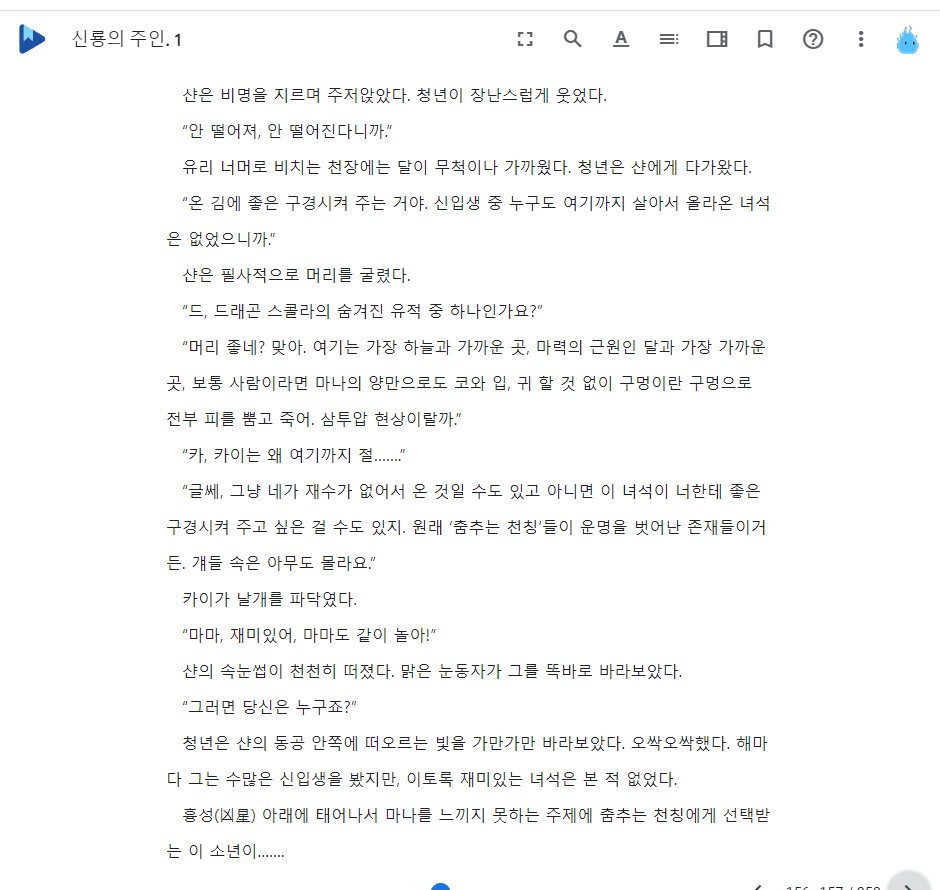 신룡의 주인. 1
샨은 비명을 지르며 주저앉았다. 청년이 장난스럽게 웃었다.
“안 떨어져, 안 떨어진다니까.”
유리 너머로 비치는 천장에는 달이 무척이나 가까웠다. 청년은 샨에게 다가왔다.
“온 김에 좋은 구경시켜 주는 거야. 신입생 중 누구도 여기까지 살아서 올라온 녀석
은 없었으니까.”
샨은 필사적으로 머리를 굴렸다.
“드, 드래곤 스콜라의 숨겨진 유적 중 하나인가요?”
“머리 좋네? 맞아. 여기는 가장 하늘과 가까운 곳, 마력의 근원인 달과 가장 가까운
곳, 보통 사람이라면 마나의 양만으로도 코와 입, 귀 할 것 없이 구멍이란 구멍으로
전부 피를 뿜고 죽어. 삼투압 현상이랄까.”
“카, 카이는 왜 여기까지 절…….”
“글쎄, 그냥 네가 재수가 없어서 온 것일 수도 있고 아니면 이 녀석이 너한테 좋은
구경시켜 주고 싶은 걸 수도 있지. 원래 ‘춤추는 천칭’들이 운명을 벗어난 존재들이거
든. 걔들 속은 아무도 몰라요.”
카이가 날개를 파닥였다.
“마마, 재미있어, 마마도 같이 놀아!”
샨의 속눈썹이 천천히 떠졌다. 맑은 눈동자가 그를 똑바로 바라보았다.
“그러면 당신은 누구죠?”
청년은 샨의 동공 안쪽에 떠오르는 빛을 가만가만 바라보았다. 오싹오싹했다. 해마
다 그는 수많은 신입생을 봤지만, 이토록 재미있는 녀석은 본 적 없었다.
흉성(凶星) 아래에 태어나서 마나를 느끼지 못하는 주제에 춤추는 천칭에게 선택받
는 이 소년이…….